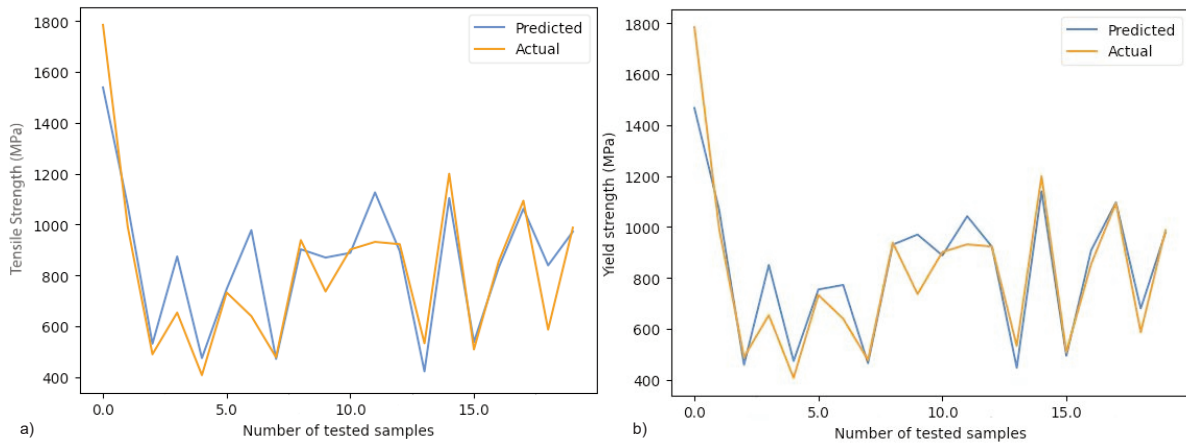 1800
1600
1400
1200
1000
800
600
400
Tensile Strength (MPa)
Predicted
Actual
0.0
5.0
10.0
15.0
Number of tested samples
a)
1800
1600
1400
1200
1000
800
600
400
Yield strength (MPa)
Predicted
Actual
0.0
5.0
10.0
15.0
Number of tested samples
b)